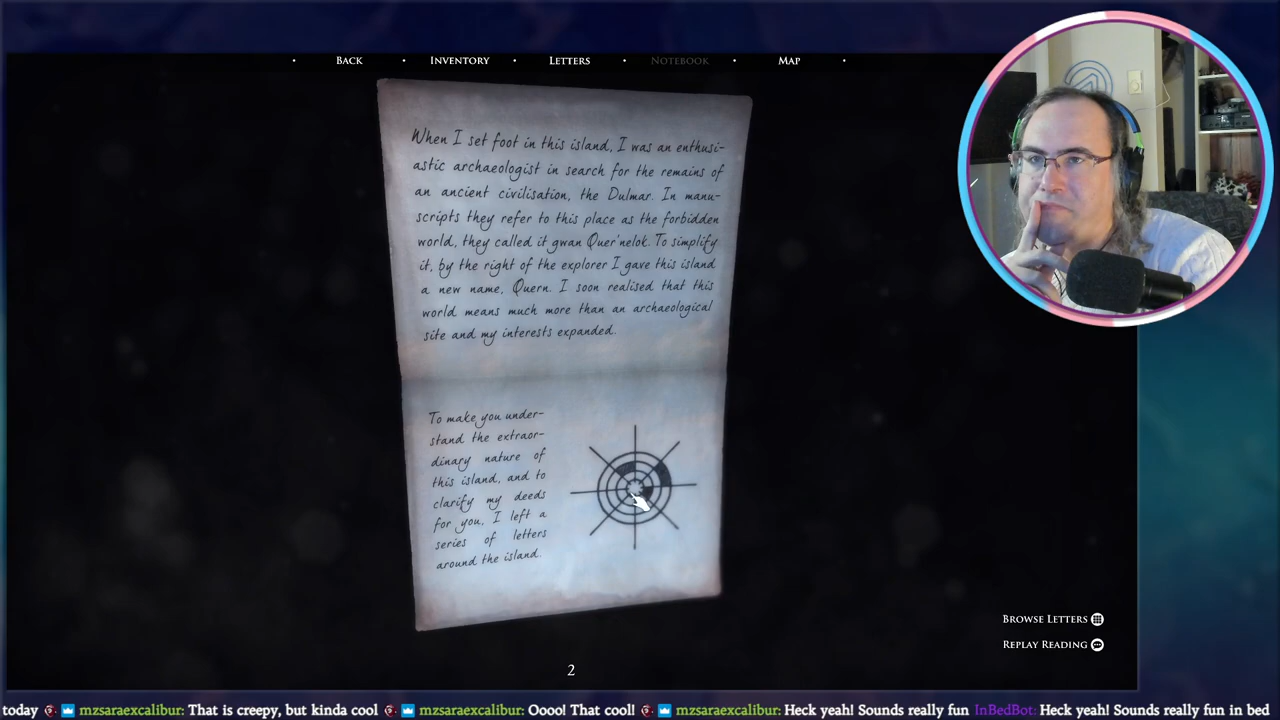 BACK
INVENTORY
LETTERS
NOTEBOOK
MAP
When I set foot in this island, I was an enthusi-
astic archaeologist in search for the remains of
an ancient civilisation, the Dulmar. In manu-
scripts they refer to this place as the forbidden
world, they called it gwan Quer'nelok. To simplify
it, by the right of the explorer I gave this island
a new name, Quern. I soon realised that this
world means much more than an archaeological
site and my interests expanded.
To make you under-
stand the extraor-
dinary nature of
this island, and to
clarify my deeds
for you, I left a
series of letters
around the island.
BROWSE LETTERS
REPLAY READING
2
today mzsaraexcalibur: That is creepy, but kinda cool mzsaraexcalibur: Oooo! That cool! mzsaraexcalibur: Heck yeah! Sounds really fun InBedBot: Heck yeah! Sounds really fun in bed